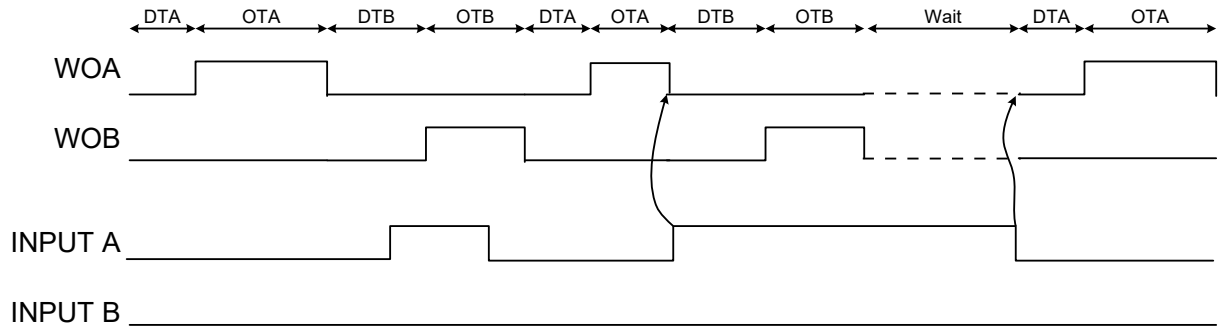 DTA OTA DTB OTB DTA OTA DTB OTB Wait DTA OTA
WOA
WOB
INPUT A
INPUT B